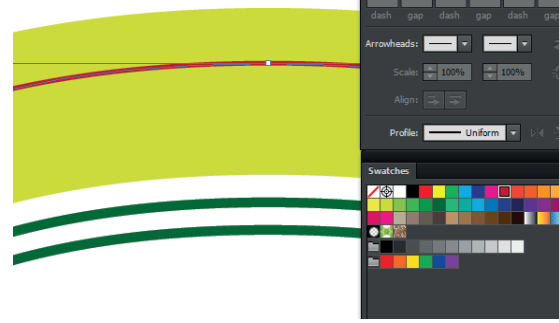 dash gap dash gap dash gap
Arrowheads:
Scale: 100% 100%
Align:
Profile: Uniform
Swatches